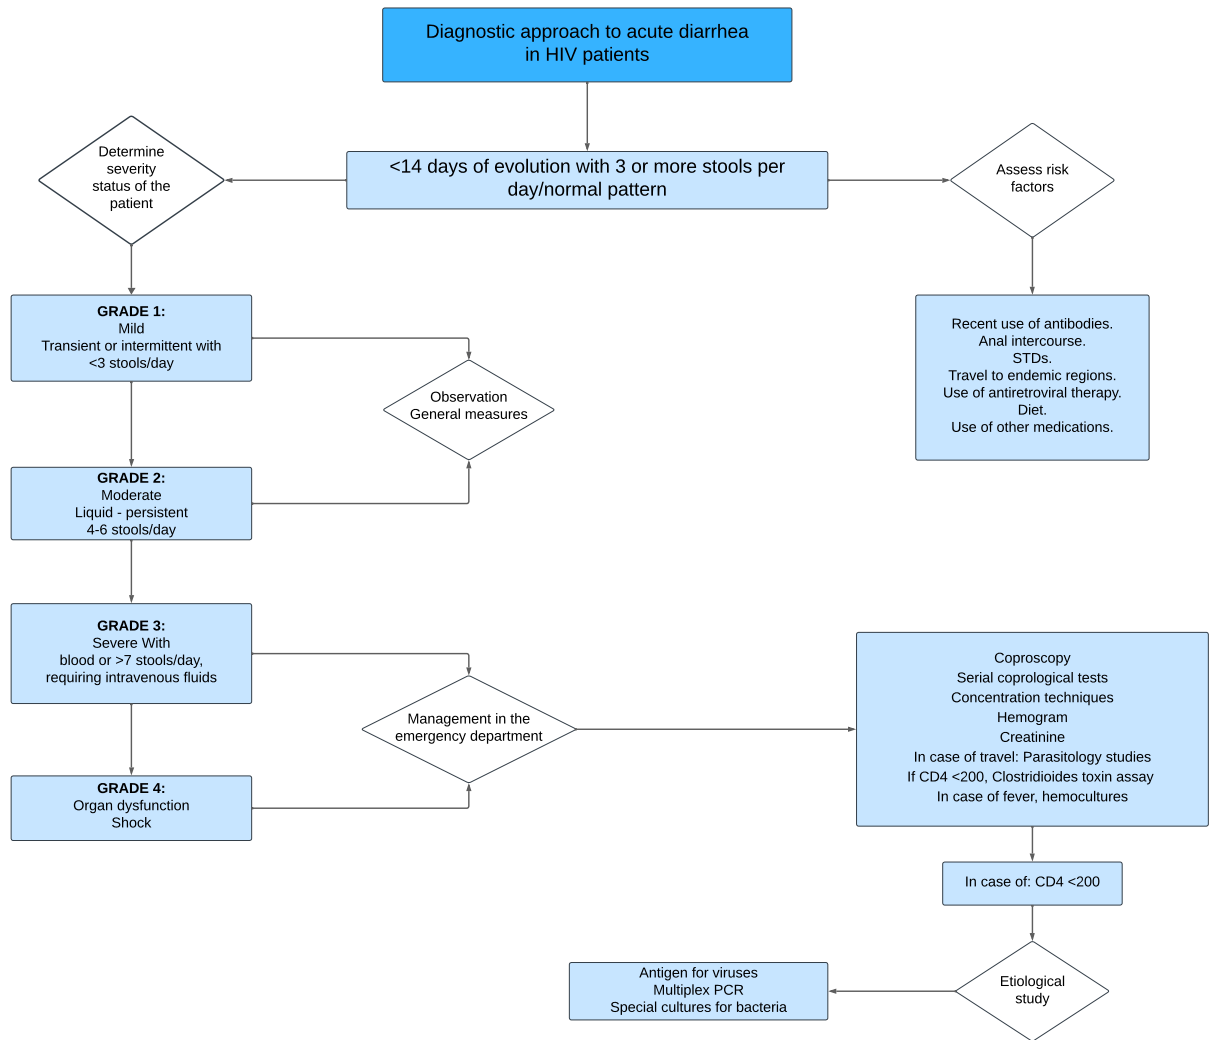 Diagnostic approach to acute diarrhea
in HIV patients
<14 days of evolution with 3 or more stools per
day/normal pattern
Determine
severity
status of the
patient
Assess risk
factors
GRADE 1:
Mild
Transient or intermittent with
<3 stools/day
Observation
General measures
Recent use of antibodies.
Anal intercourse.
STDs.
Travel to endemic regions.
Use of antiretroviral therapy.
Diet.
Use of other medications.
GRADE 2:
Moderate
Liquid - persistent
4-6 stools/day
GRADE 3:
Severe With
blood or >7 stools/day,
requiring intravenous fluids
Management in the
emergency department
GRADE 4:
Organ dysfunction
Shock
Coproscopy
Serial coprological tests
Concentration techniques
Hemogram
Creatinine
In case of travel: Parasitology studies
If CD4 <200, Clostridioides toxin assay
In case of fever, hemocultures
In case of: CD4 <200
Etiological
study
Antigen for viruses
Multiplex PCR
Special cultures for bacteria